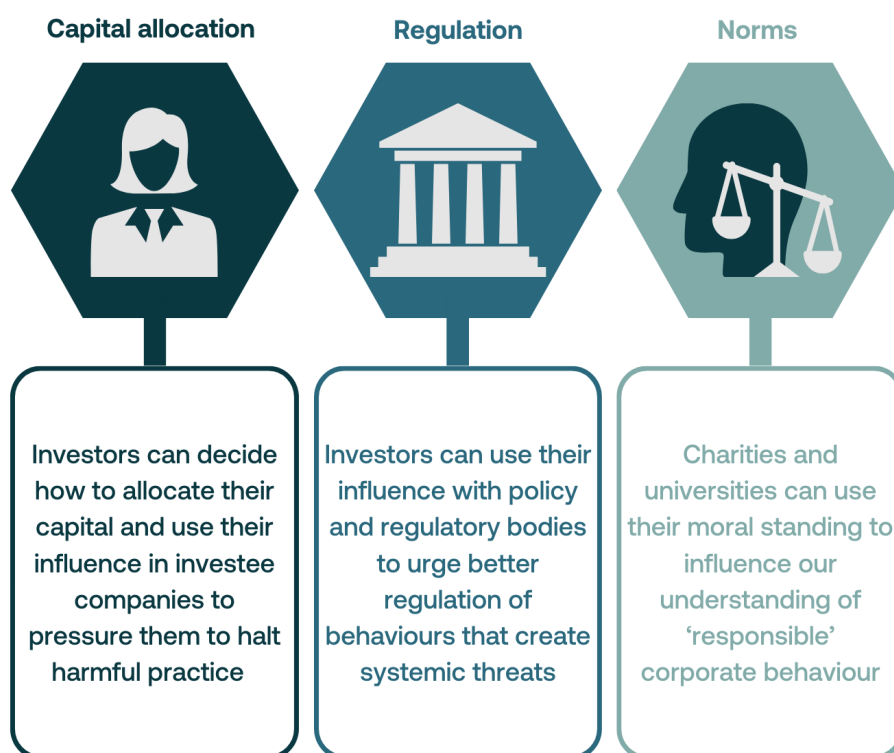 Capital allocation
Regulation
Norms
Investors can decide
how to allocate their
capital and use their
influence in investee
companies to
pressure them to halt
harmful practice
Investors can use their
influence with policy
and regulatory bodies
to urge better
regulation of
behaviours that create
systemic threats
Charities and
universities can use
their moral standing to
influence our
understanding of
‘responsible’
corporate behaviour